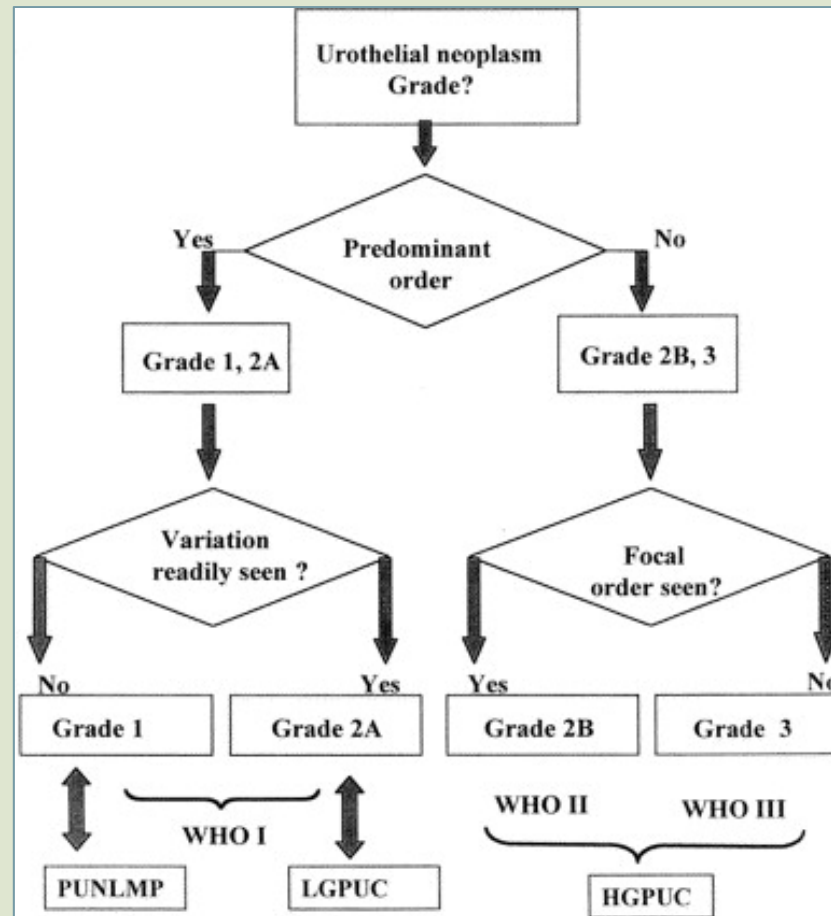 Urothelial neoplasm
Grade?
Yes
No
Predominant
order
Grade 1, 2A
Grade 2B, 3
Variation
readily seen ?
Focal
order seen?
No
Yes
Yes
No
Grade 1
Grade 2A
Grade 2B
Grade 3
WHO I
WHO II
WHO III
PUNLMP
LGPUC
HGPUC